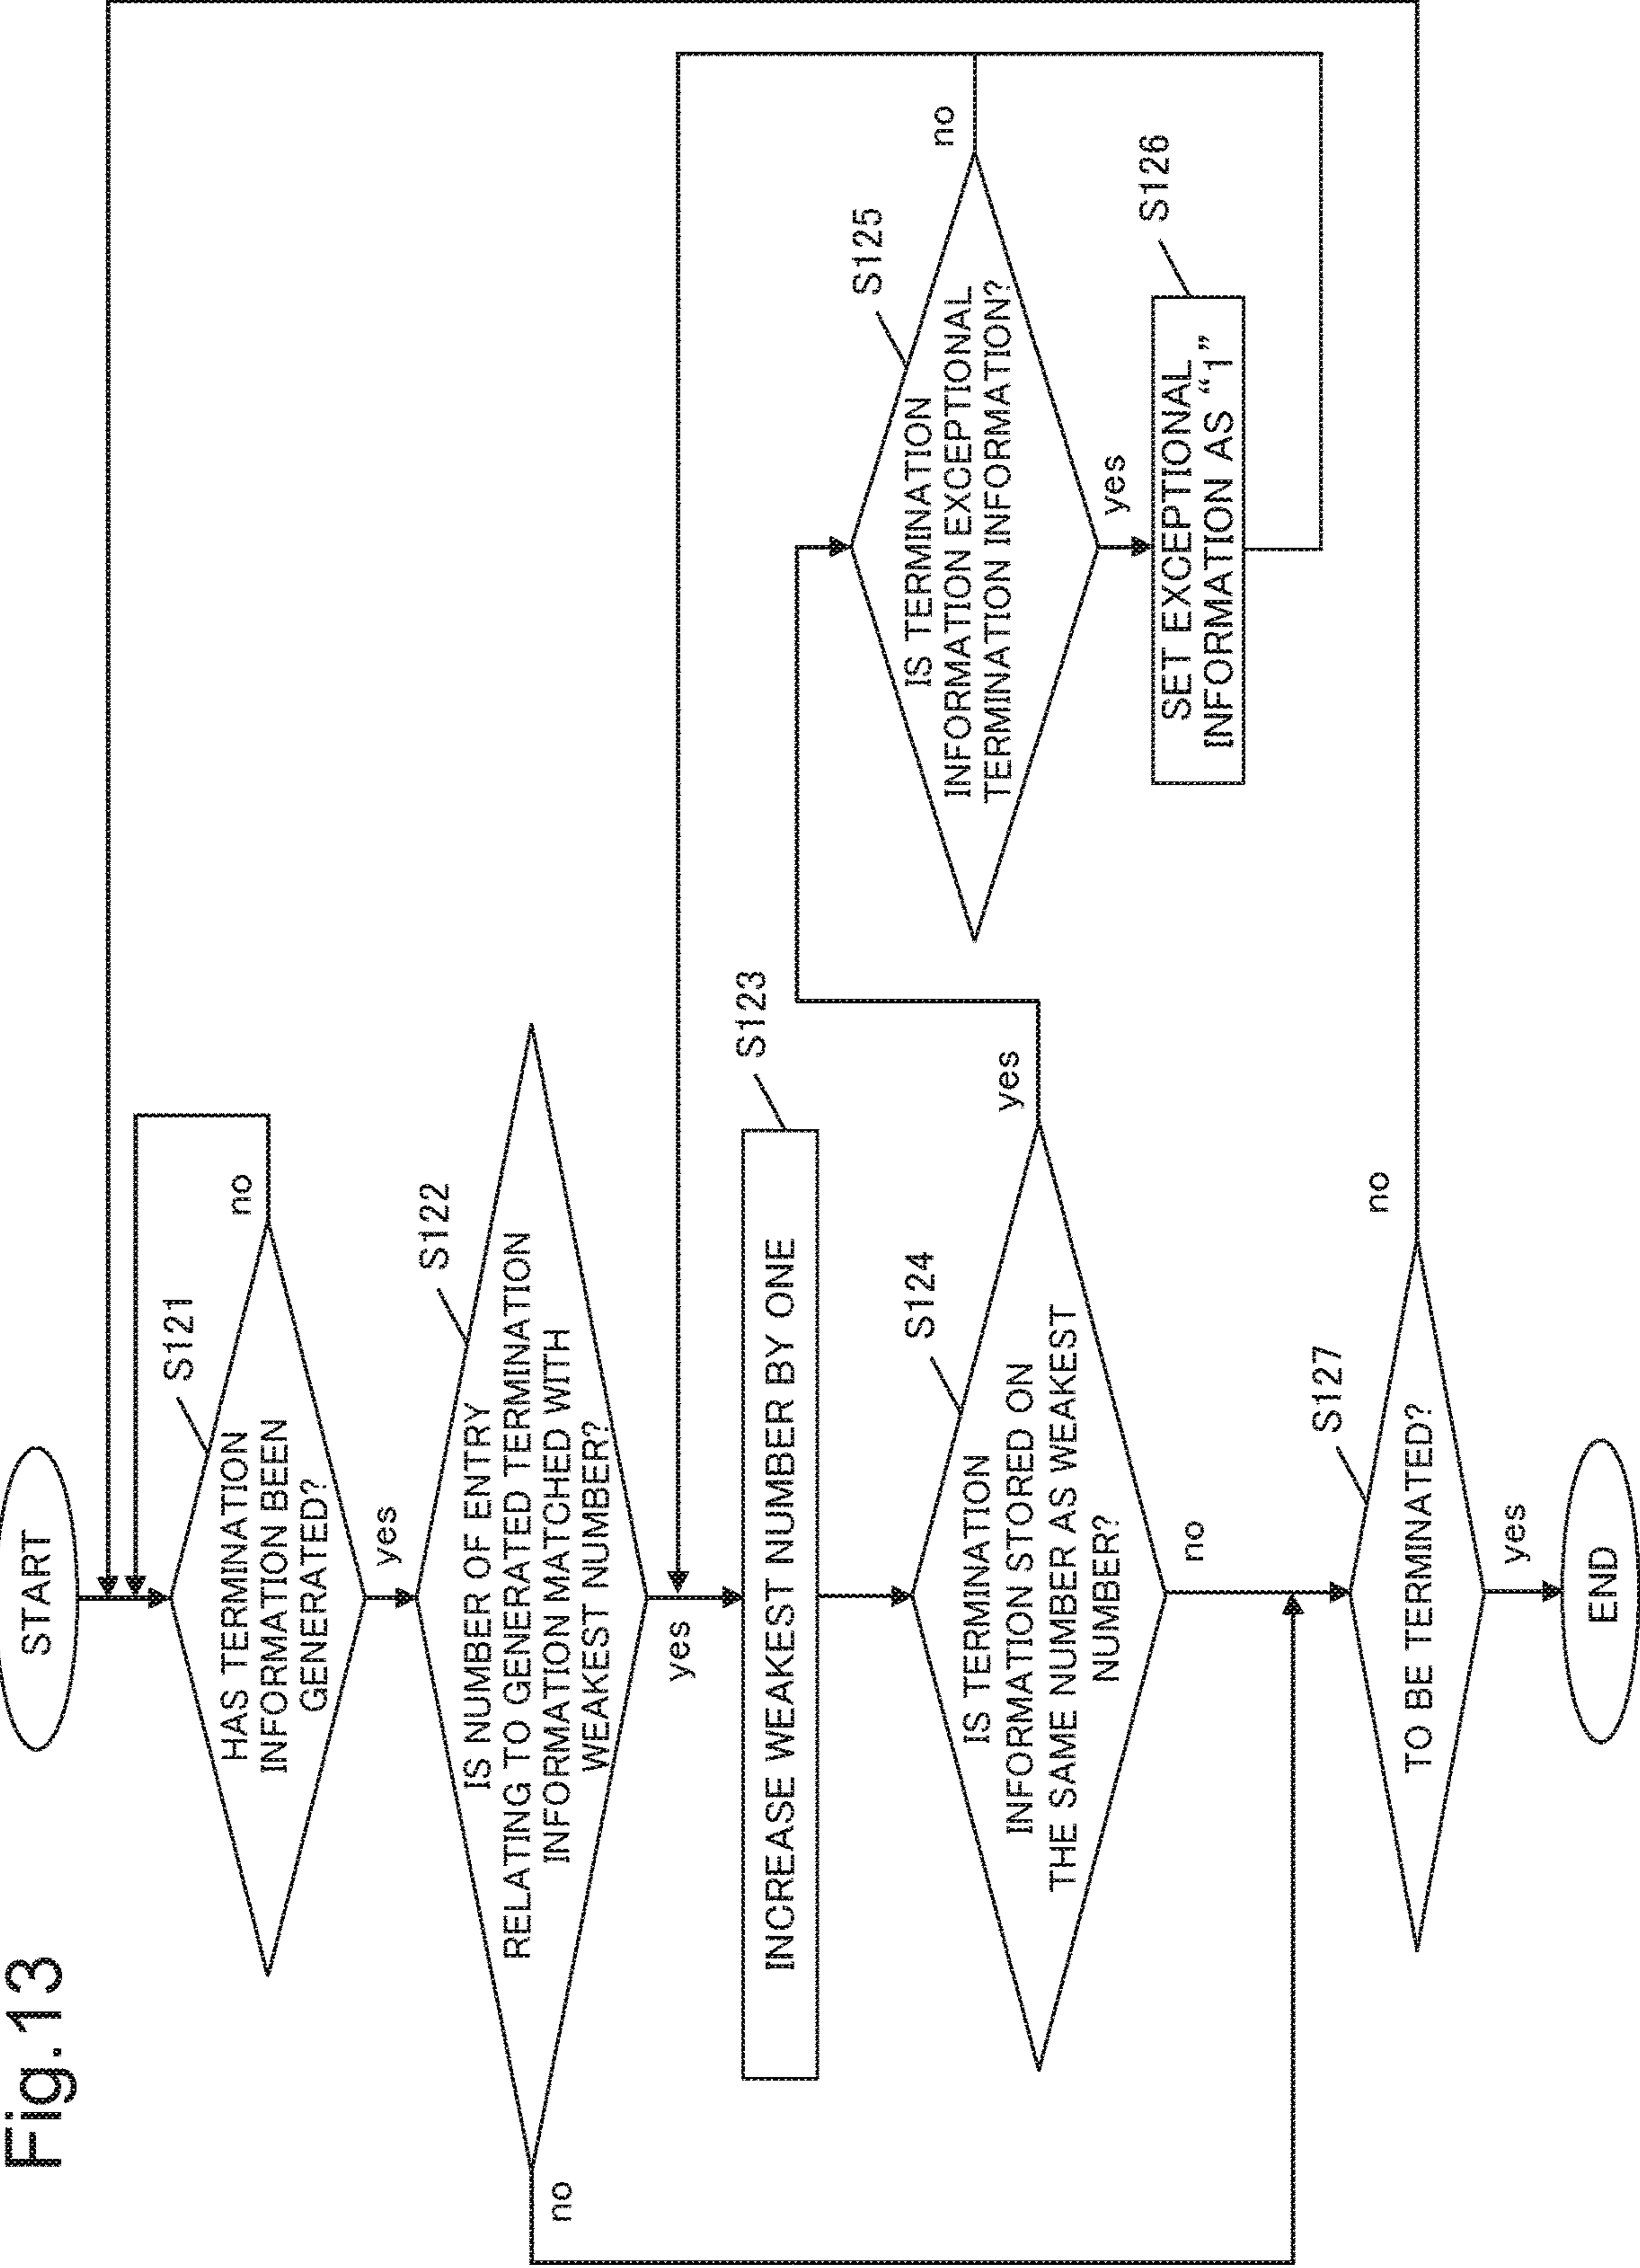 Fig.13
START
S121
HAS TERMINATION
INFORMATION BEEN
GENERATED?
no
yes
S122
IS NUMBER OF ENTRY
RELATING TO GENERATED TERMINATION
INFORMATION MATCHED WITH
WEAKEST NUMBER?
no
yes
S123
INCREASE WEAKEST NUMBER BY ONE
S124
IS TERMINATION
INFORMATION STORED ON
THE SAME NUMBER AS WEAKEST
NUMBER?
yes
no
S125
IS TERMINATION
INFORMATION EXCEPTIONAL
TERMINATION INFORMATION?
no
yes
S126
SET EXCEPTIONAL
INFORMATION AS “1”
S127
TO BE TERMINATED?
no
yes
END